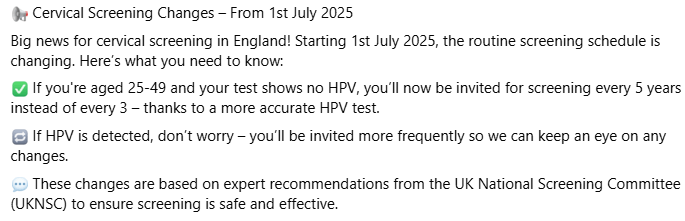 📢 Cervical Screening Changes – From 1st July 2025
Big news for cervical screening in England! Starting 1st July 2025, the routine screening schedule is
changing. Here’s what you need to know:
✅ If you're aged 25-49 and your test shows no HPV, you’ll now be invited for screening every 5 years
instead of every 3 – thanks to a more accurate HPV test.
🔁 If HPV is detected, don’t worry – you’ll be invited more frequently so we can keep an eye on any
changes.
💬 These changes are based on expert recommendations from the UK National Screening Committee
(UKNSC) to ensure screening is safe and effective.